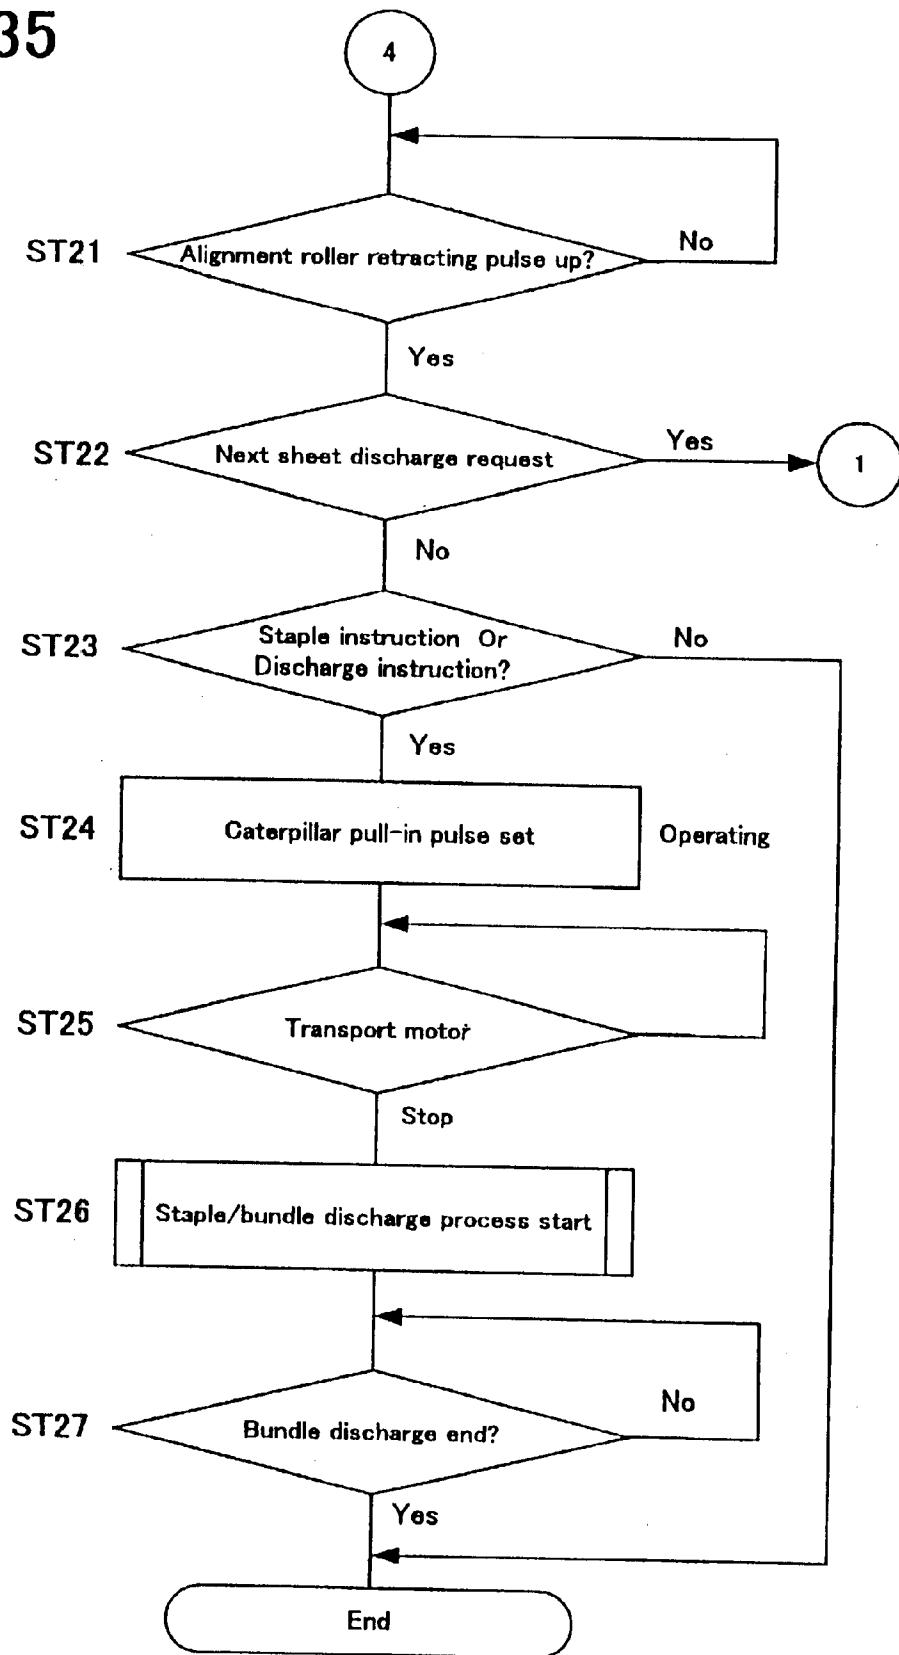 35
4
ST21
Alignment roller retracting pulse up?
No
Yes
ST22
Next sheet discharge request
Yes
1
No
ST23
Staple instruction Or
Discharge instruction?
No
Yes
ST24
Caterpillar pull-in pulse set
Operating
ST25
Transport motor
Stop
ST26
Staple/bundle discharge process start
ST27
Bundle discharge end?
No
Yes
End